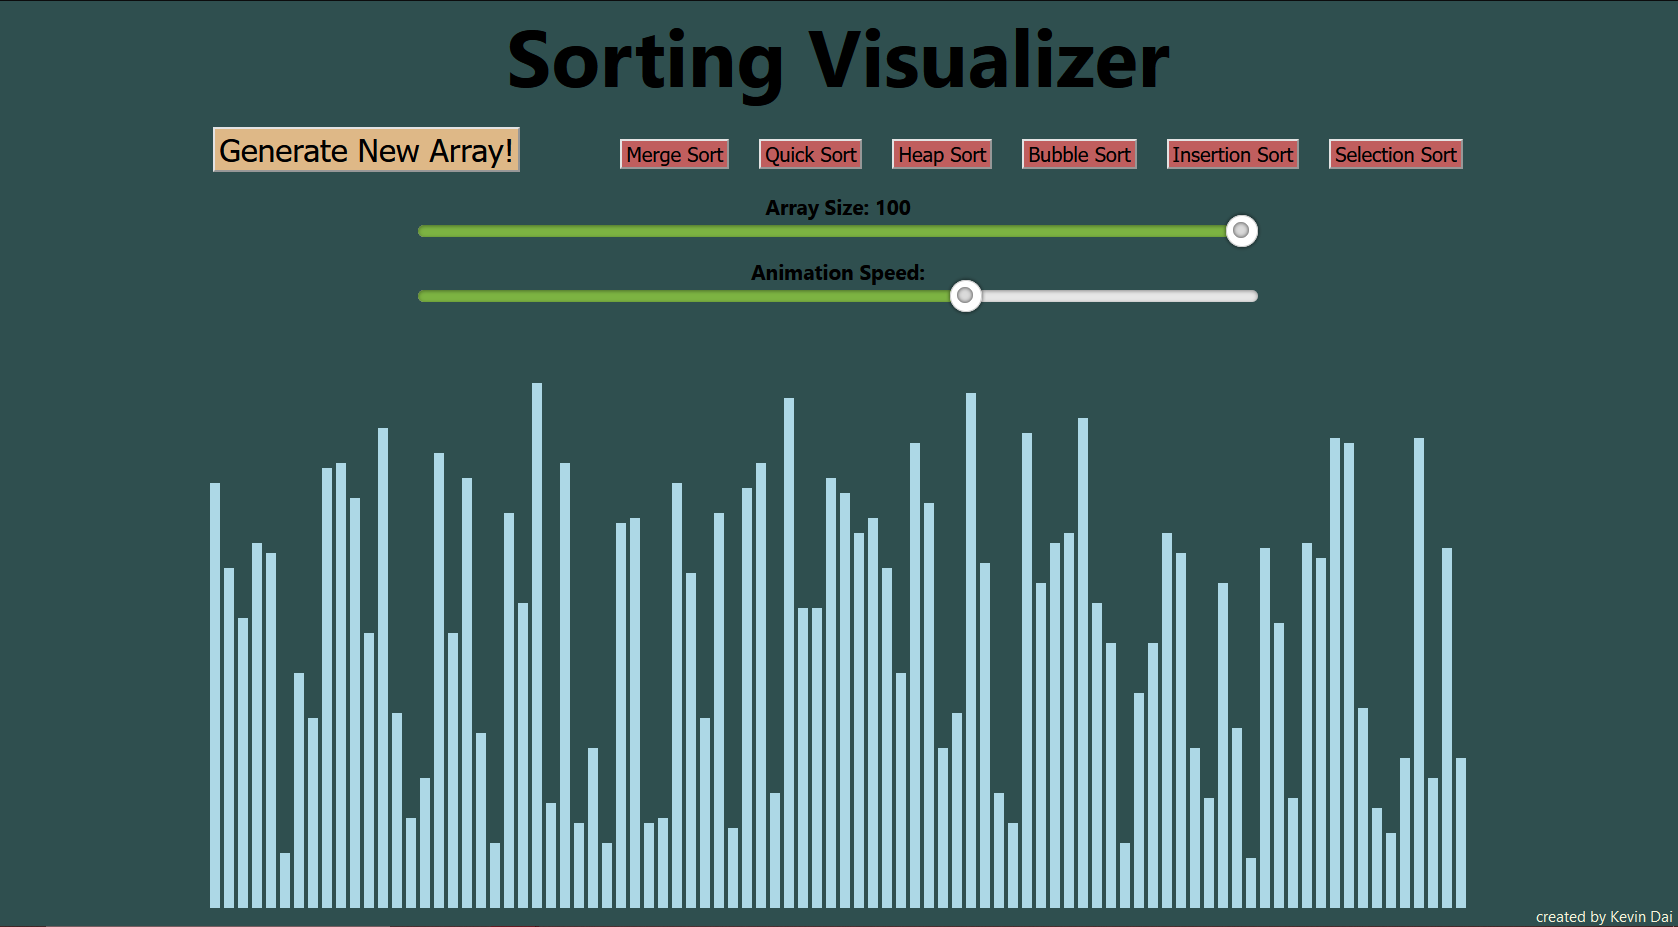 Sorting Visualizer
Generate New Array!
Merge Sort
Quick Sort
Heap Sort
Bubble Sort
Insertion Sort
Selection Sort
Array Size: 100
Animation Speed:
created by Kevin Dai